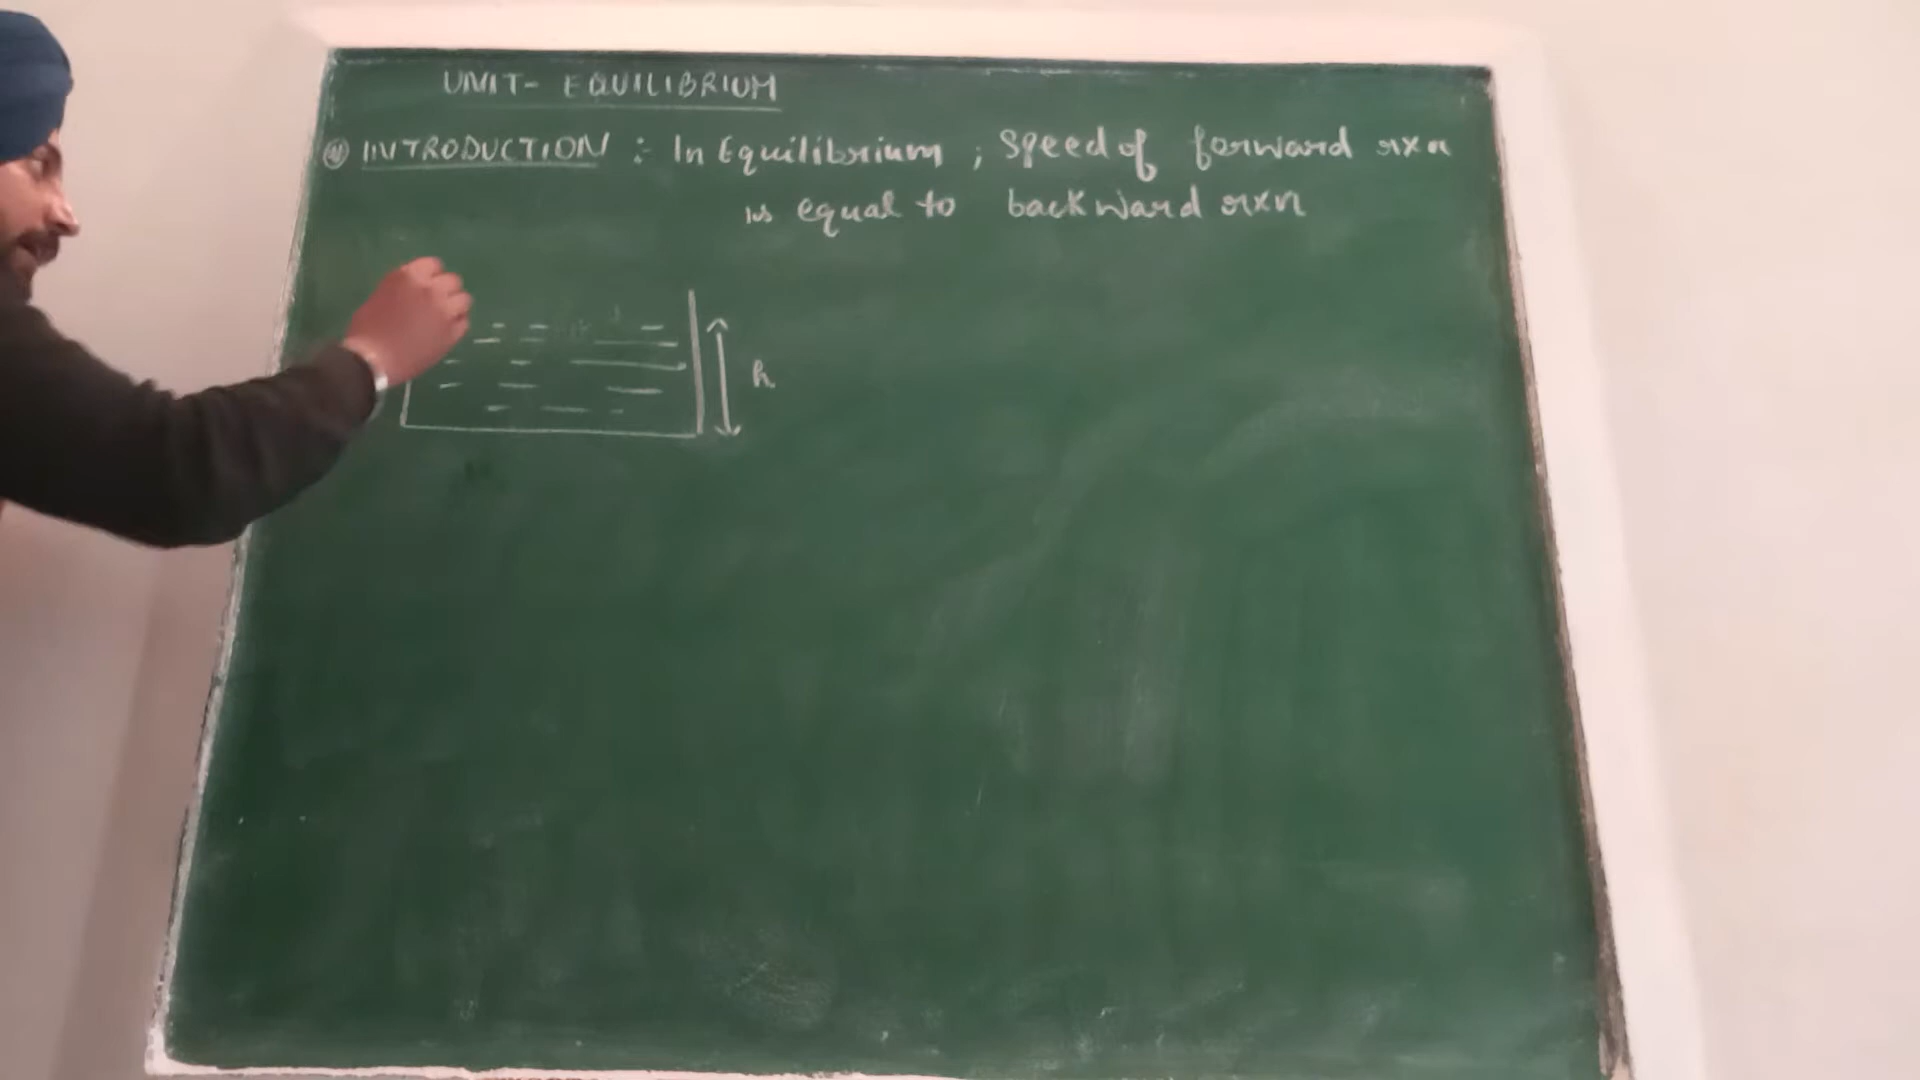 UNIT- EQUILIBRIUM
INTRODUCTION :- In Equilibrium ; Speed of forward rxn
is equal to backward rxn
h